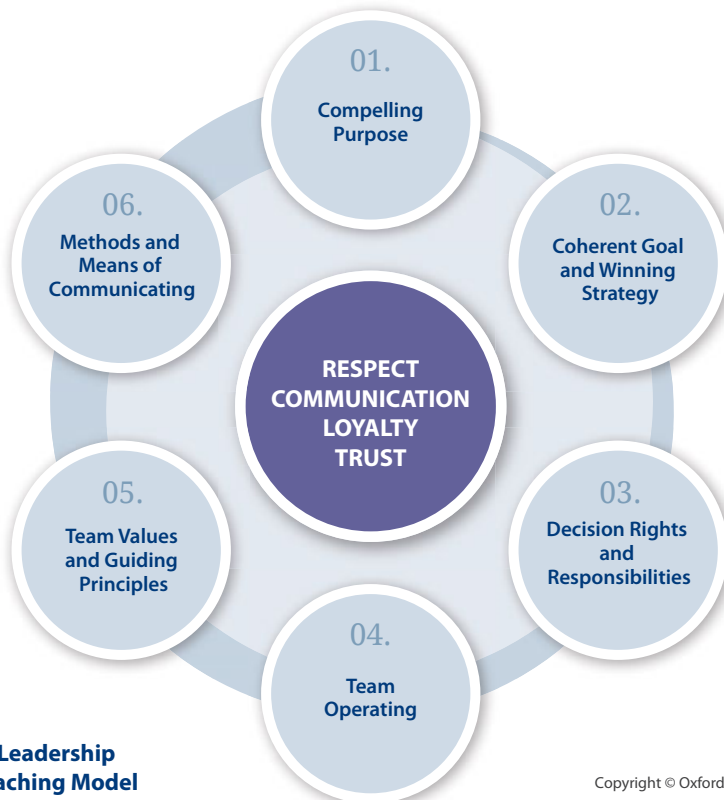 01.
Compelling
Purpose
02.
Coherent Goal
and Winning
Strategy
03.
Decision Rights
and
Responsibilities
04.
Team
Operating
05.
Team Values
and Guiding
Principles
06.
Methods and
Means of
Communicating
RESPECT
COMMUNICATION
LOYALTY
TRUST
Leadership
aching Model
Copyright © Oxford